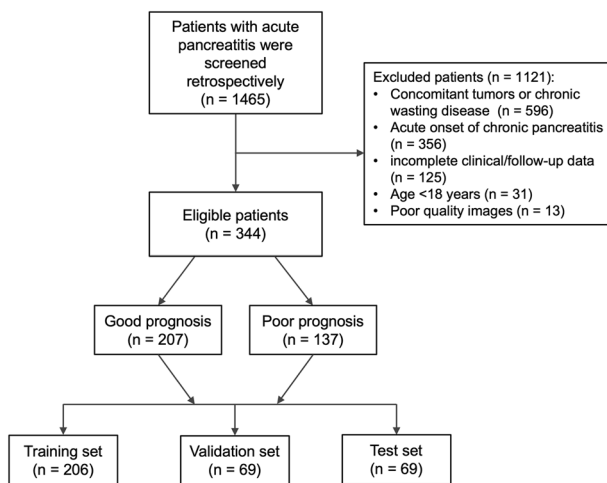 Patients with acute
pancreatitis were
screened
retrospectively
(n = 1465)
Excluded patients (n = 1121):
• Concomitant tumors or chronic
wasting disease (n = 596)
• Acute onset of chronic pancreatitis
(n = 356)
• incomplete clinical/follow-up data
(n = 125)
• Age <18 years (n = 31)
• Poor quality images (n = 13)
Eligible patients
(n = 344)
Good prognosis
(n = 207)
Poor prognosis
(n = 137)
Training set
(n = 206)
Validation set
(n = 69)
Test set
(n = 69)